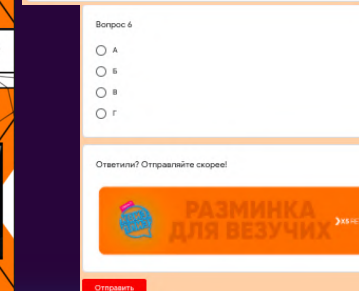 Вопрос 6
А
Б
В
Г
Ответили? Отправляйте скорее!
РАЗМИНКА
ДЛЯ ВЕЗУЧИХ
Отправить